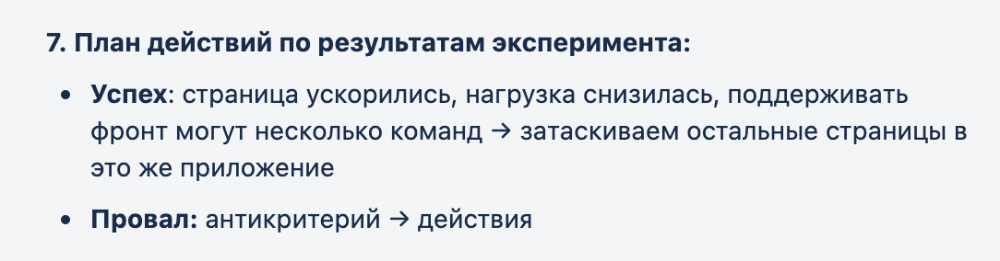 7. План действий по результатам эксперимента:
• Успех: страница ускорились, нагрузка снизилась, поддерживать
фронт могут несколько команд → затаскиваем остальные страницы в
это же приложение
• Провал: антикритерий → действия